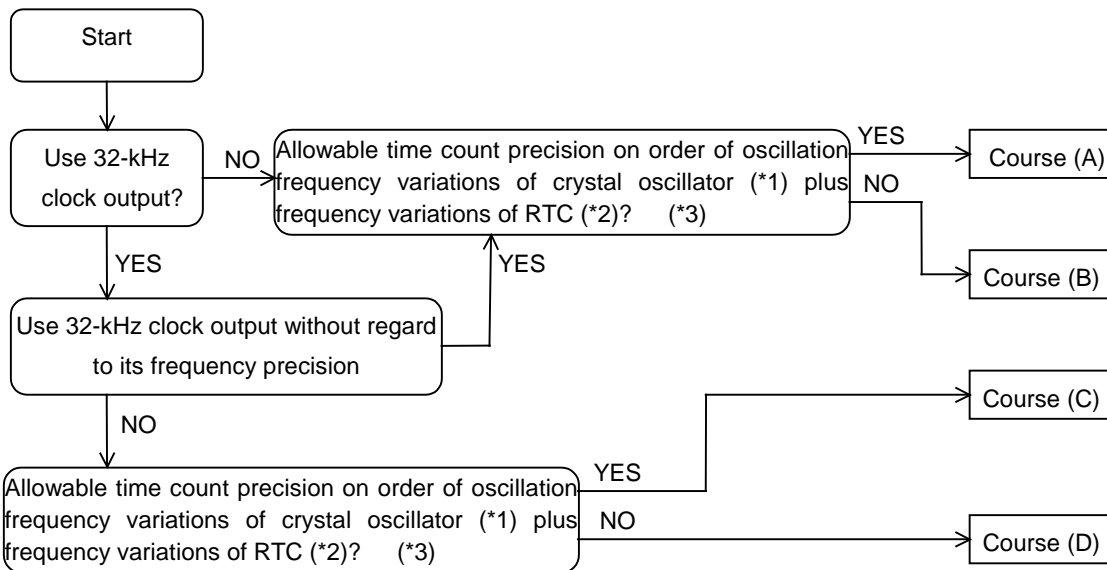 Start
Use 32-kHz
clock output?
NO
Allowable time count precision on order of oscillation
frequency variations of crystal oscillator (*1) plus
frequency variations of RTC (*2)? (*3)
YES
Course (A)
NO
Course (B)
YES
YES
Use 32-kHz clock output without regard
to its frequency precision
Course (C)
NO
Allowable time count precision on order of oscillation
frequency variations of crystal oscillator (*1) plus
frequency variations of RTC (*2)? (*3)
YES
NO
Course (D)